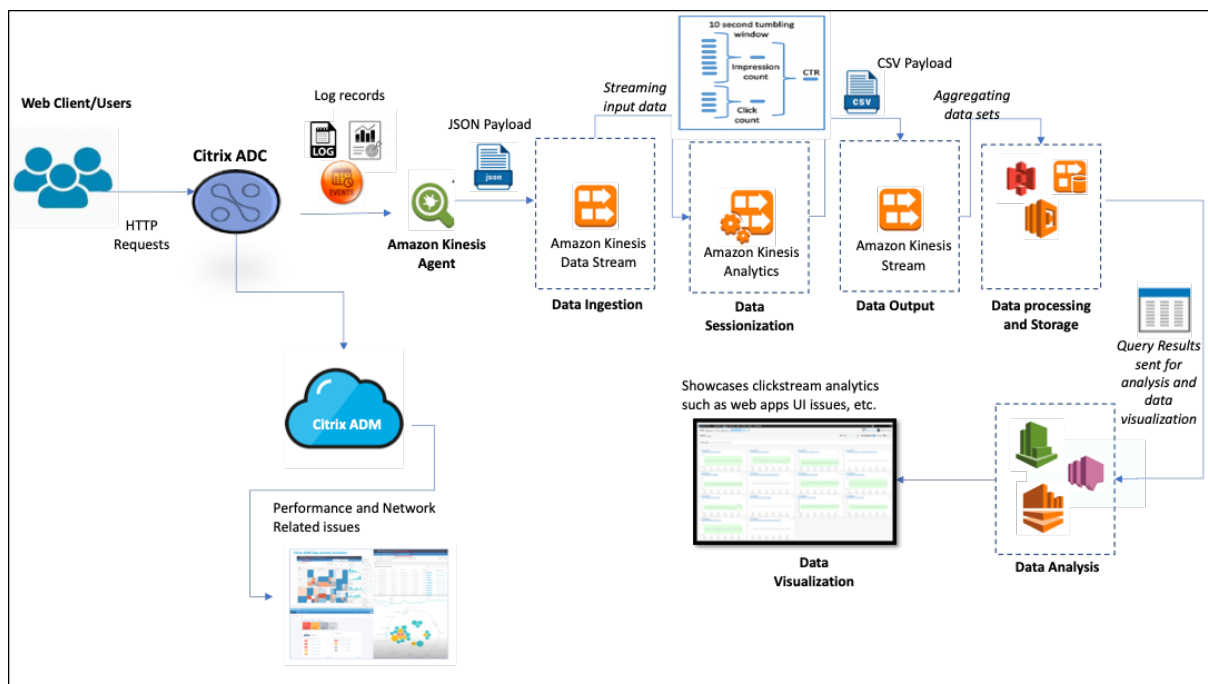 10 second tumbling
window
Impression
count
CTR
Click
count
CSV Payload
CSV
Streaming
input data
Aggregating
data sets
Web Client/Users
Log records
LOG
EVENTS
JSON Payload
json
Citrix ADC
HTTP
Requests
Amazon Kinesis
Agent
Amazon Kinesis
Data Stream
Data Ingestion
Amazon Kinesis
Analytics
Data
Sessionization
Amazon Kinesis
Stream
Data Output
Data processing
and Storage
Query Results
sent for
analysis and
data
visualization
Citrix ADM
Showcases clickstream analytics
such as web apps UI issues, etc.
Data
Visualization
Data Analysis
Performance and Network
Related issues